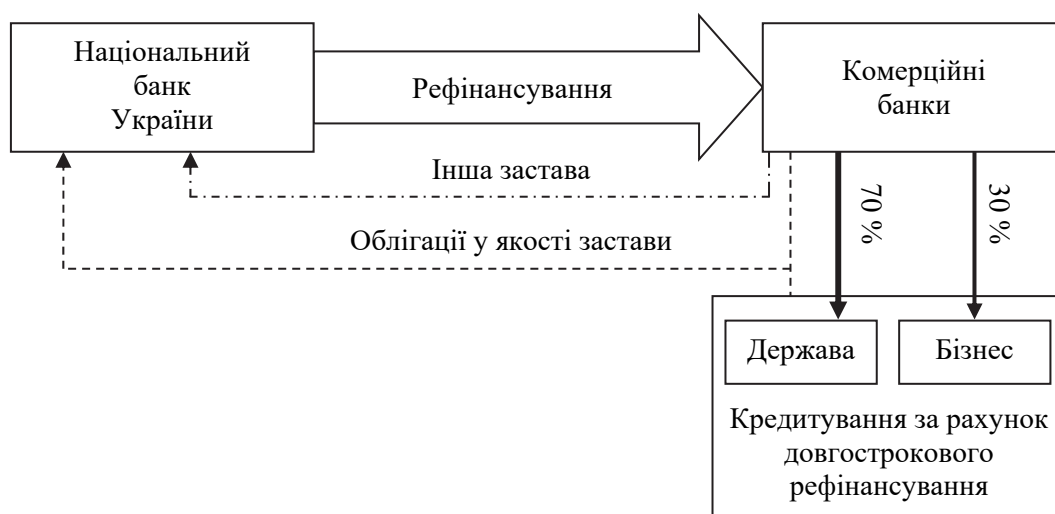 Національний
банк
України
Рефінансування
Комерційні
банки
Інша застава
Облігації у якості застави
70 %
30 %
Держава
Бізнес
Кредитування за рахунок
довгострокового
рефінансування